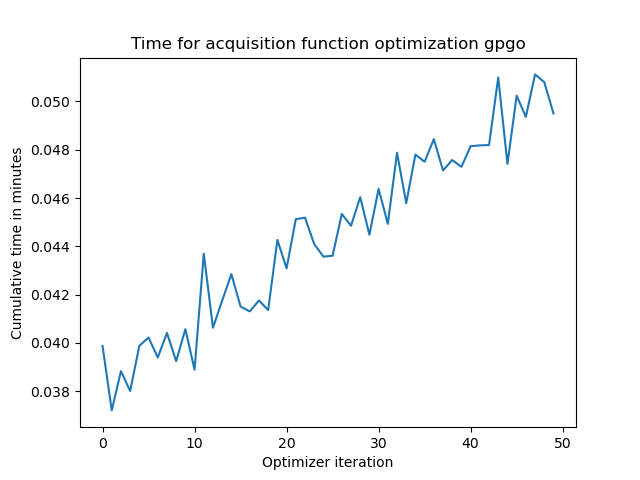 Time for acquisition function optimization gpgo
Cumulative time in minutes
0.050
0.048
0.046
0.044
0.042
0.040
0.038
0 10 20 30 40 50
Optimizer iteration